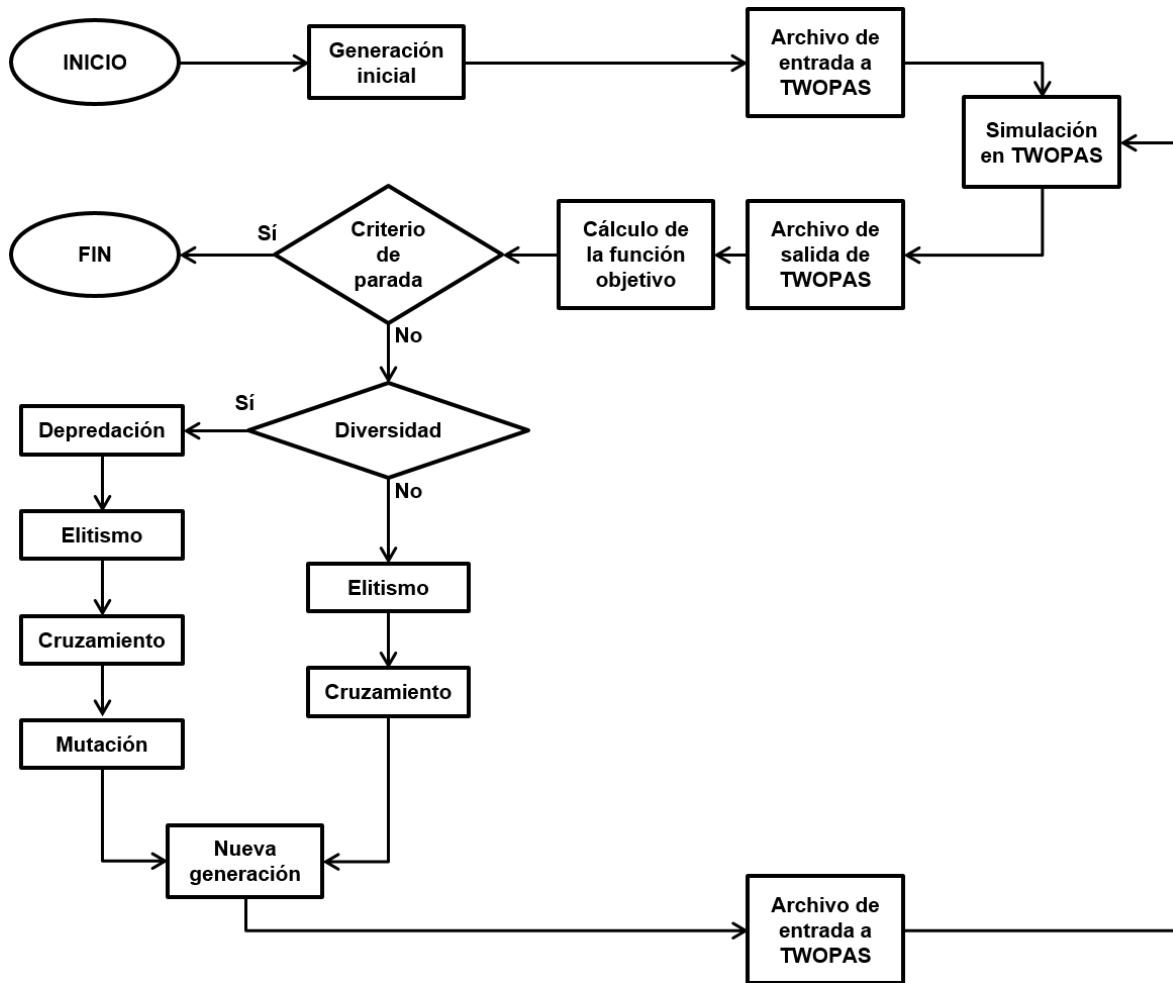 INICIO
Generación
inicial
Archivo de
entrada a
TWOPAS
Simulación
en TWOPAS
FIN
Sí
Criterio
de
parada
Cálculo de
la función
objetivo
Archivo de
salida de
TWOPAS
No
Sí
Depredación
Diversidad
No
Elitismo
Elitismo
Cruzamiento
Cruzamiento
Mutación
Nueva
generación
Archivo de
entrada a
TWOPAS